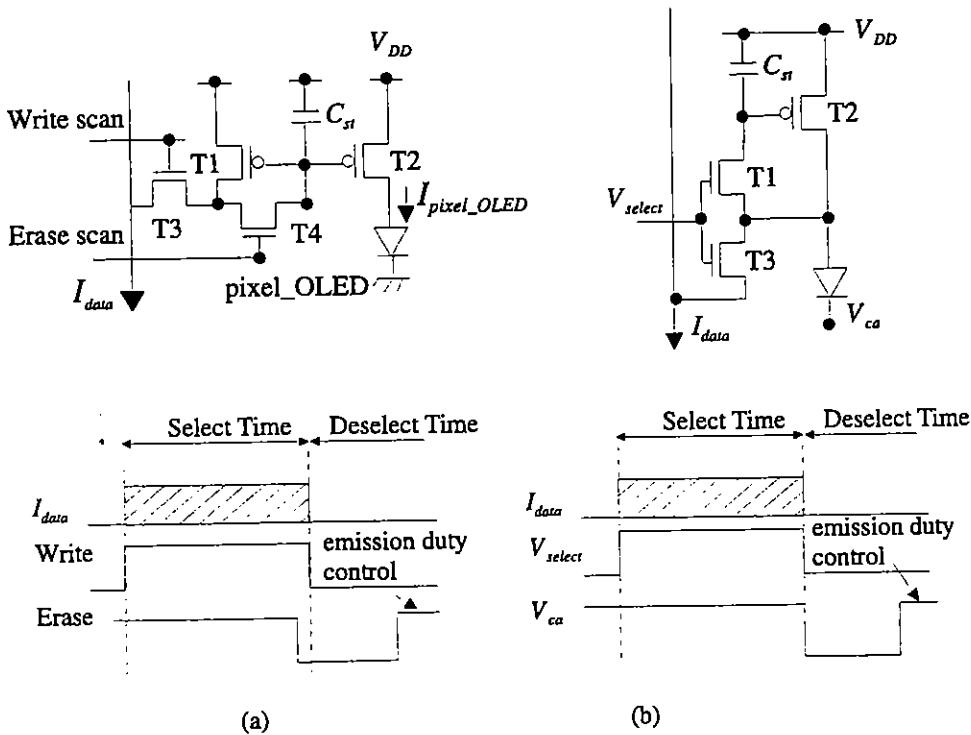 V_DD
C_st
Write scan
T1
T2
I_pixel_OLED
T3
T4
Erase scan
pixel_OLED
I_data
V_DD
C_st
T2
T1
V_select
T3
V_ca
I_data
Select Time
Deselect Time
I_data
Write
emission duty
control
Erase
(a)
Select Time
Deselect Time
I_data
V_select
emission duty
control
V_ca
(b)